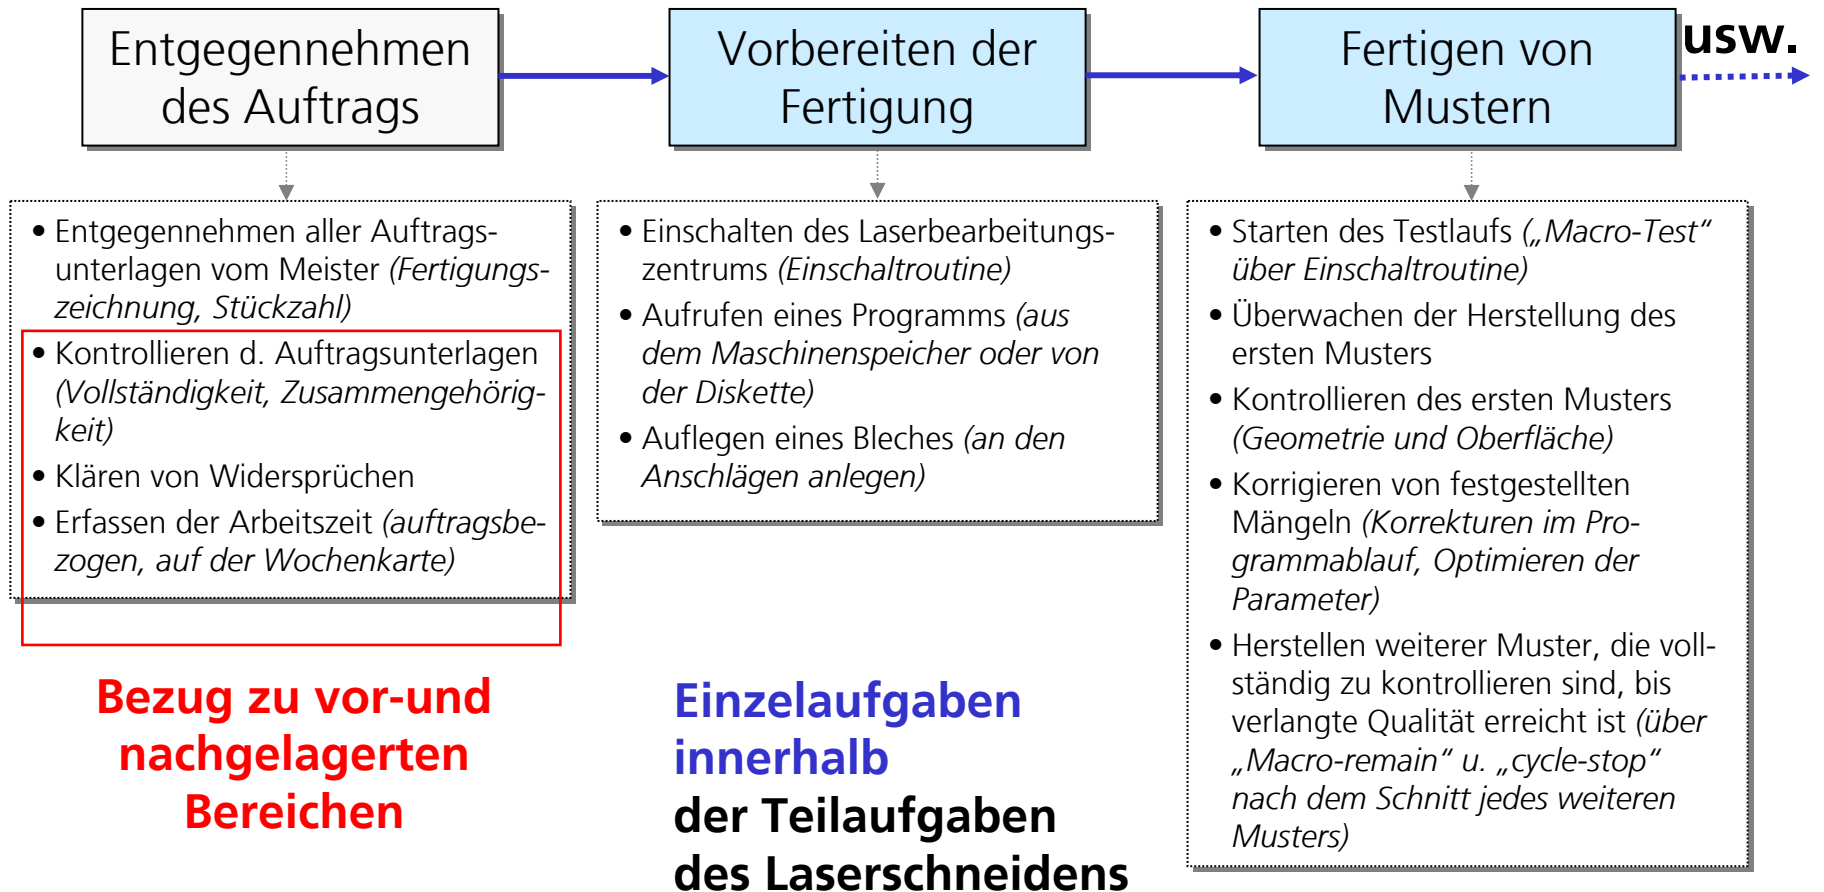 Entgegennehmen
des Auftrags
Vorbereiten der
Fertigung
Fertigen von
Mustern
usw.
• Entgegennehmen aller Auftrags-
unterlagen vom Meister (Fertigungs-
zeichnung, Stückzahl)
• Kontrollieren d. Auftragsunterlagen
(Vollständigkeit, Zusammengehörig-
keit)
• Klären von Widersprüchen
• Erfassen der Arbeitszeit (auftragsbe-
zogen, auf der Wochenkarte)
• Einschalten des Laserbearbeitungs-
zentrums (Einschaltroutine)
• Aufrufen eines Programms (aus
dem Maschinenspeicher oder von
der Diskette)
• Auflegen eines Bleches (an den
Anschlägen anlegen)
• Starten des Testlaufs („Macro-Test“
über Einschaltroutine)
• Überwachen der Herstellung des
ersten Musters
• Kontrollieren des ersten Musters
(Geometrie und Oberfläche)
• Korrigieren von festgestellten
Mängeln (Korrekturen im Pro-
grammablauf, Optimieren der
Parameter)
• Herstellen weiterer Muster, die voll-
ständig zu kontrollieren sind, bis
verlangte Qualität erreicht ist (über
„Macro-remain“ u. „cycle-stop“
nach dem Schnitt jedes weiteren
Musters)
Bezug zu vor-und
nachgelagerten
Bereichen
Einzelaufgaben
innerhalb
der Teilaufgaben
des Laserschneidens